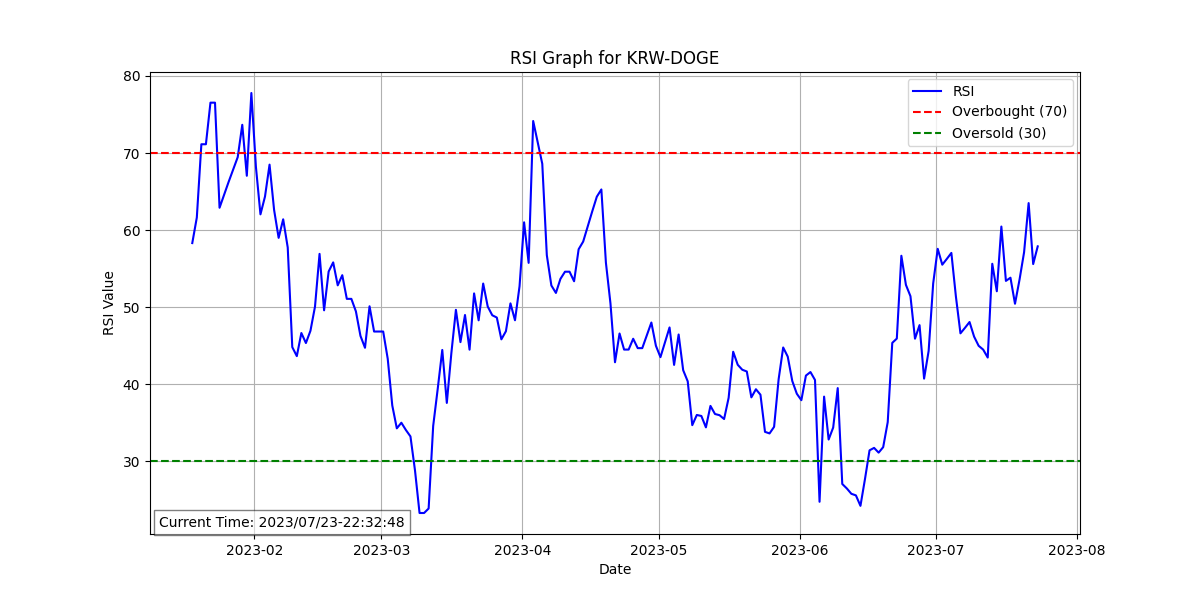 RSI Graph for KRW-DOGE
80
70
60
50
40
30
RSI Value
RSI
Overbought (70)
Oversold (30)
Current Time: 2023/07/23-22:32:48
2023-02
2023-03
2023-04
2023-05
2023-06
2023-07
2023-08
Date